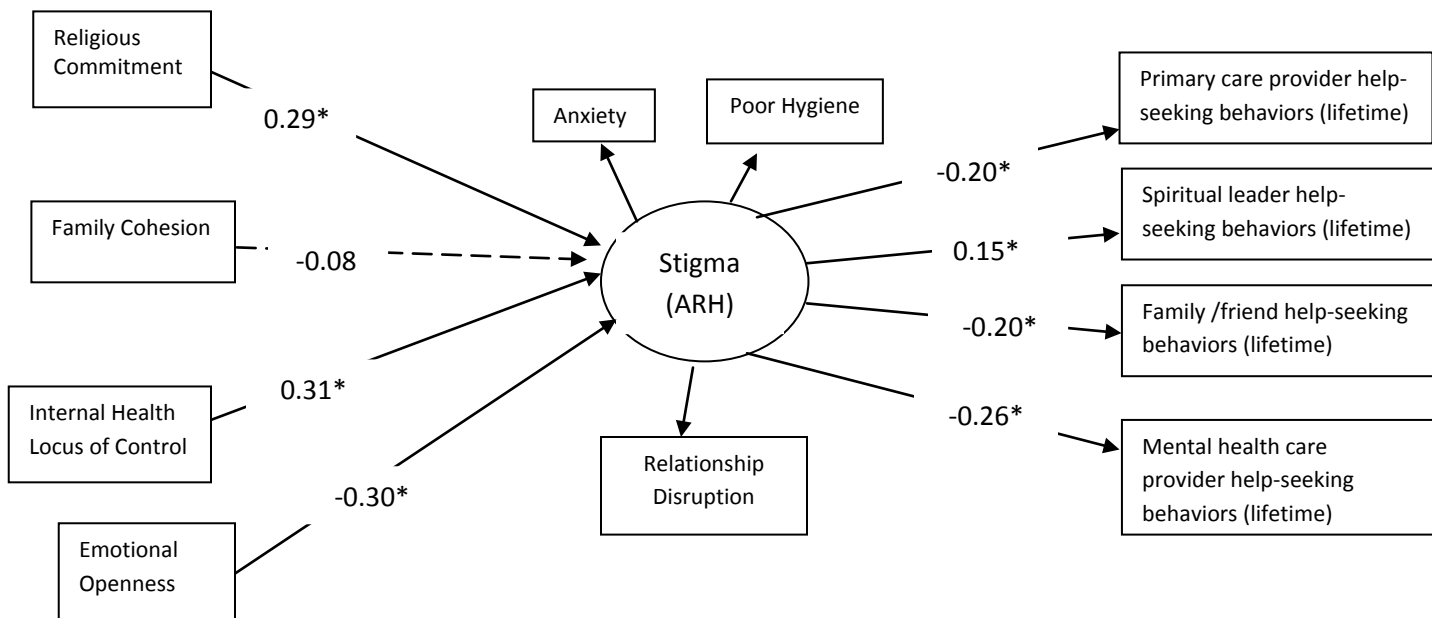 Religious
Commitment
0.29*
Family Cohesion
-0.08
Internal Health
Locus of Control
0.31*
Emotional
Openness
-0.30*
Anxiety
Poor Hygiene
Stigma
(ARH)
Relationship
Disruption
-0.20*
Primary care provider help-
seeking behaviors (lifetime)
0.15*
Spiritual leader help-
seeking behaviors (lifetime)
-0.20*
Family /friend help-seeking
behaviors (lifetime)
-0.26*
Mental health care
provider help-seeking
behaviors (lifetime)